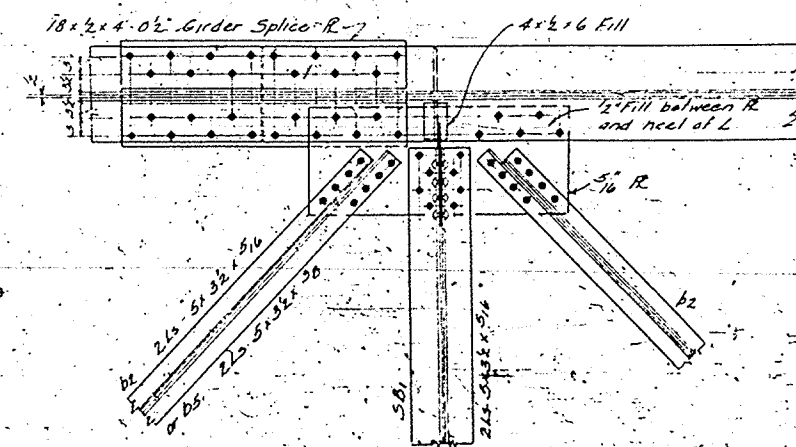 18 x ½ x 4'-0½" Girder Splice ℞
4 x ½ x 6 Fill
½" Fill between ℞
and heel of L
5/16" ℞
2Ls 5 x 3½ x 5/16
b2
2Ls 5 x 3½ x 3/8
or b5
SB1
2Ls 5 x 3½ x 5/16
b2